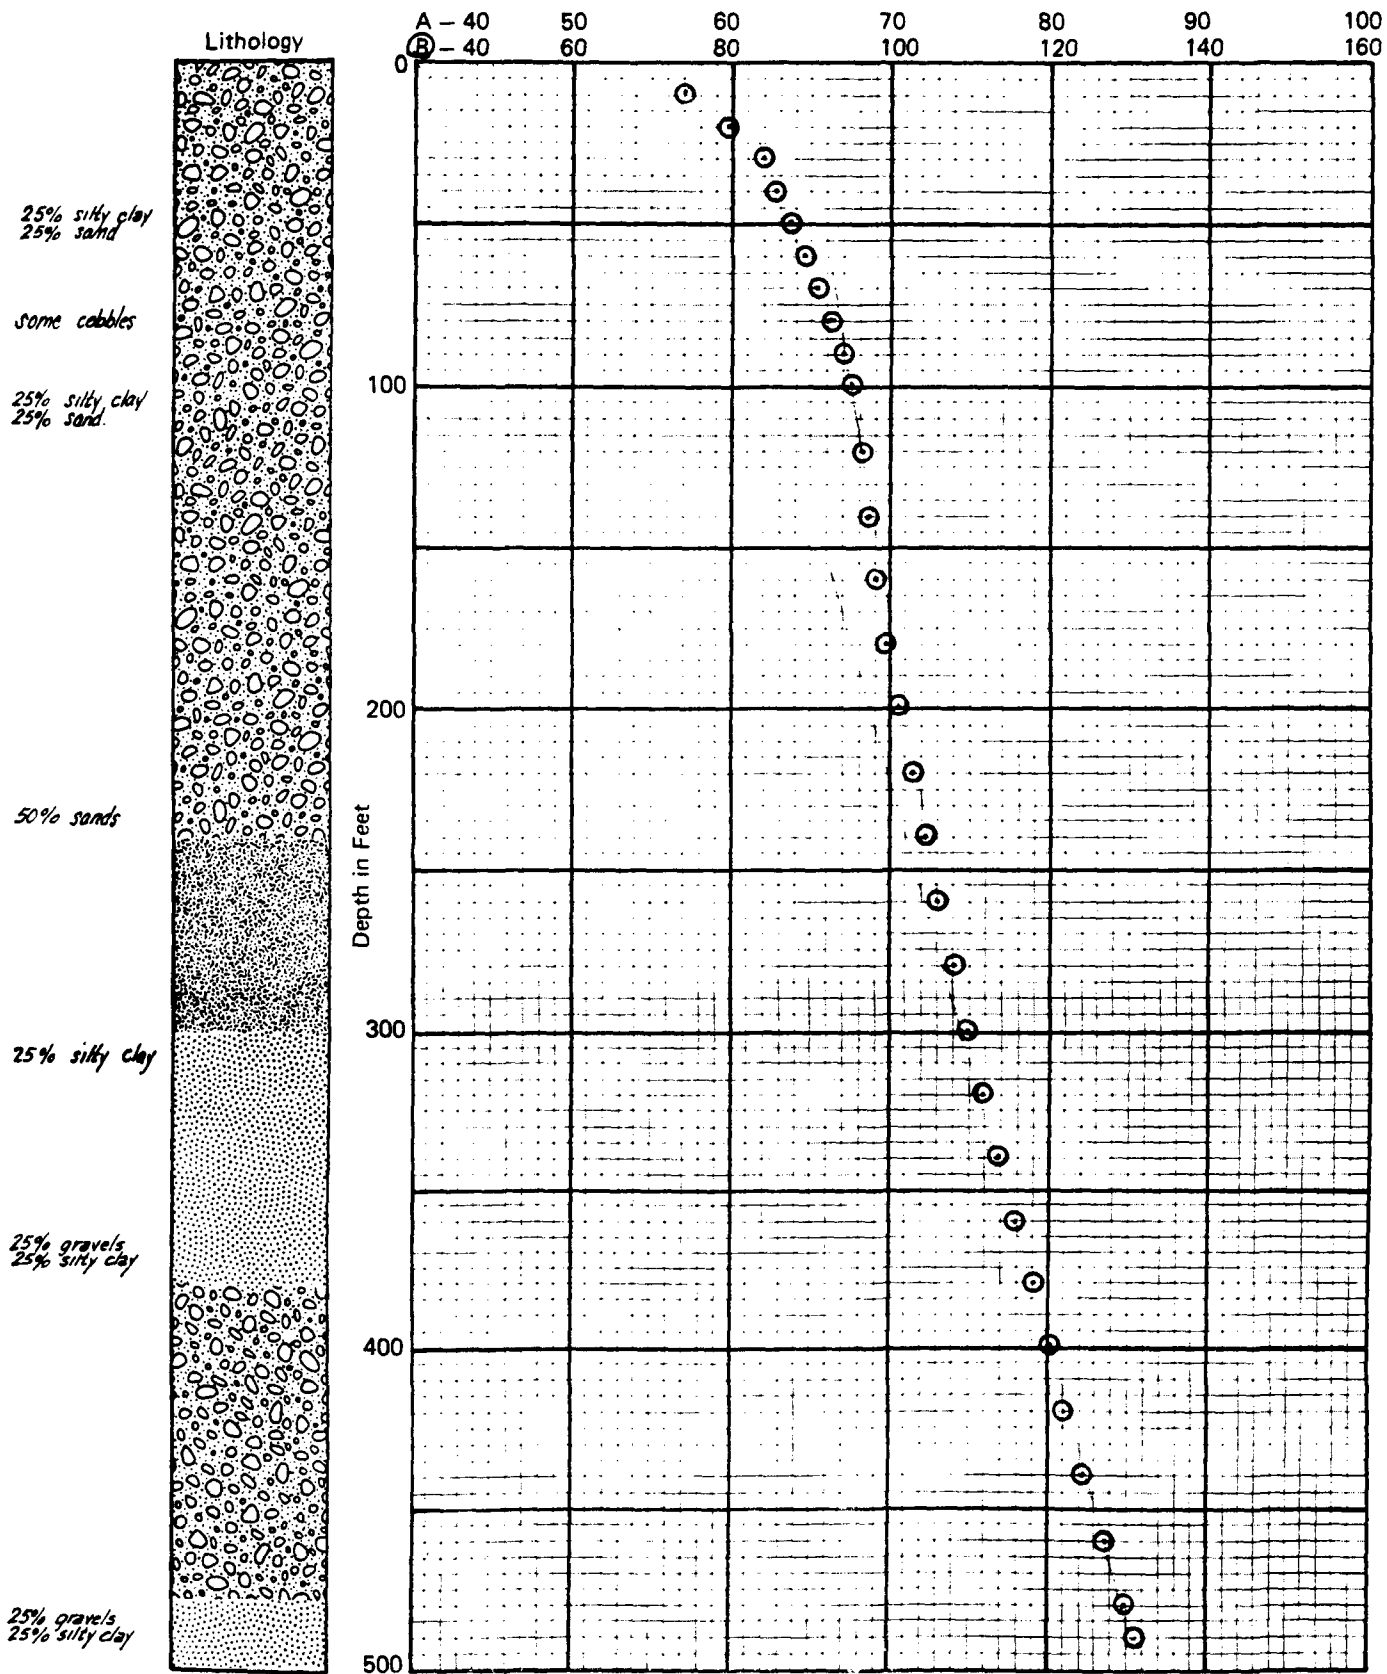 A – 40 50 60 70 80 90 100
Lithology
B – 40 60 80 100 120 140 160
0
25% silty clay
25% sand
some cobbles
100
25% silty clay
25% sand.
200
50% sands
Depth in Feet
300
25% silty clay
25% gravels
25% silty clay
400
25% gravels
25% silty clay
500